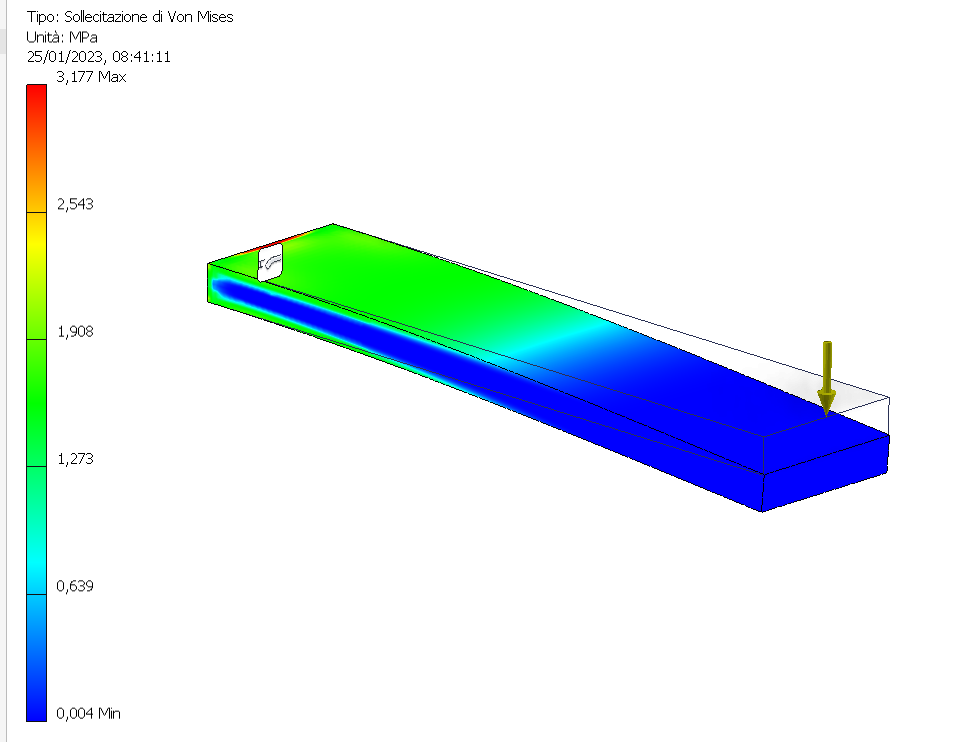 Tipo: Sollecitazione di Von Mises
Unità: MPa
25/01/2023, 08:41:11
3,177 Max
2,543
1,908
1,273
0,639
0,004 Min